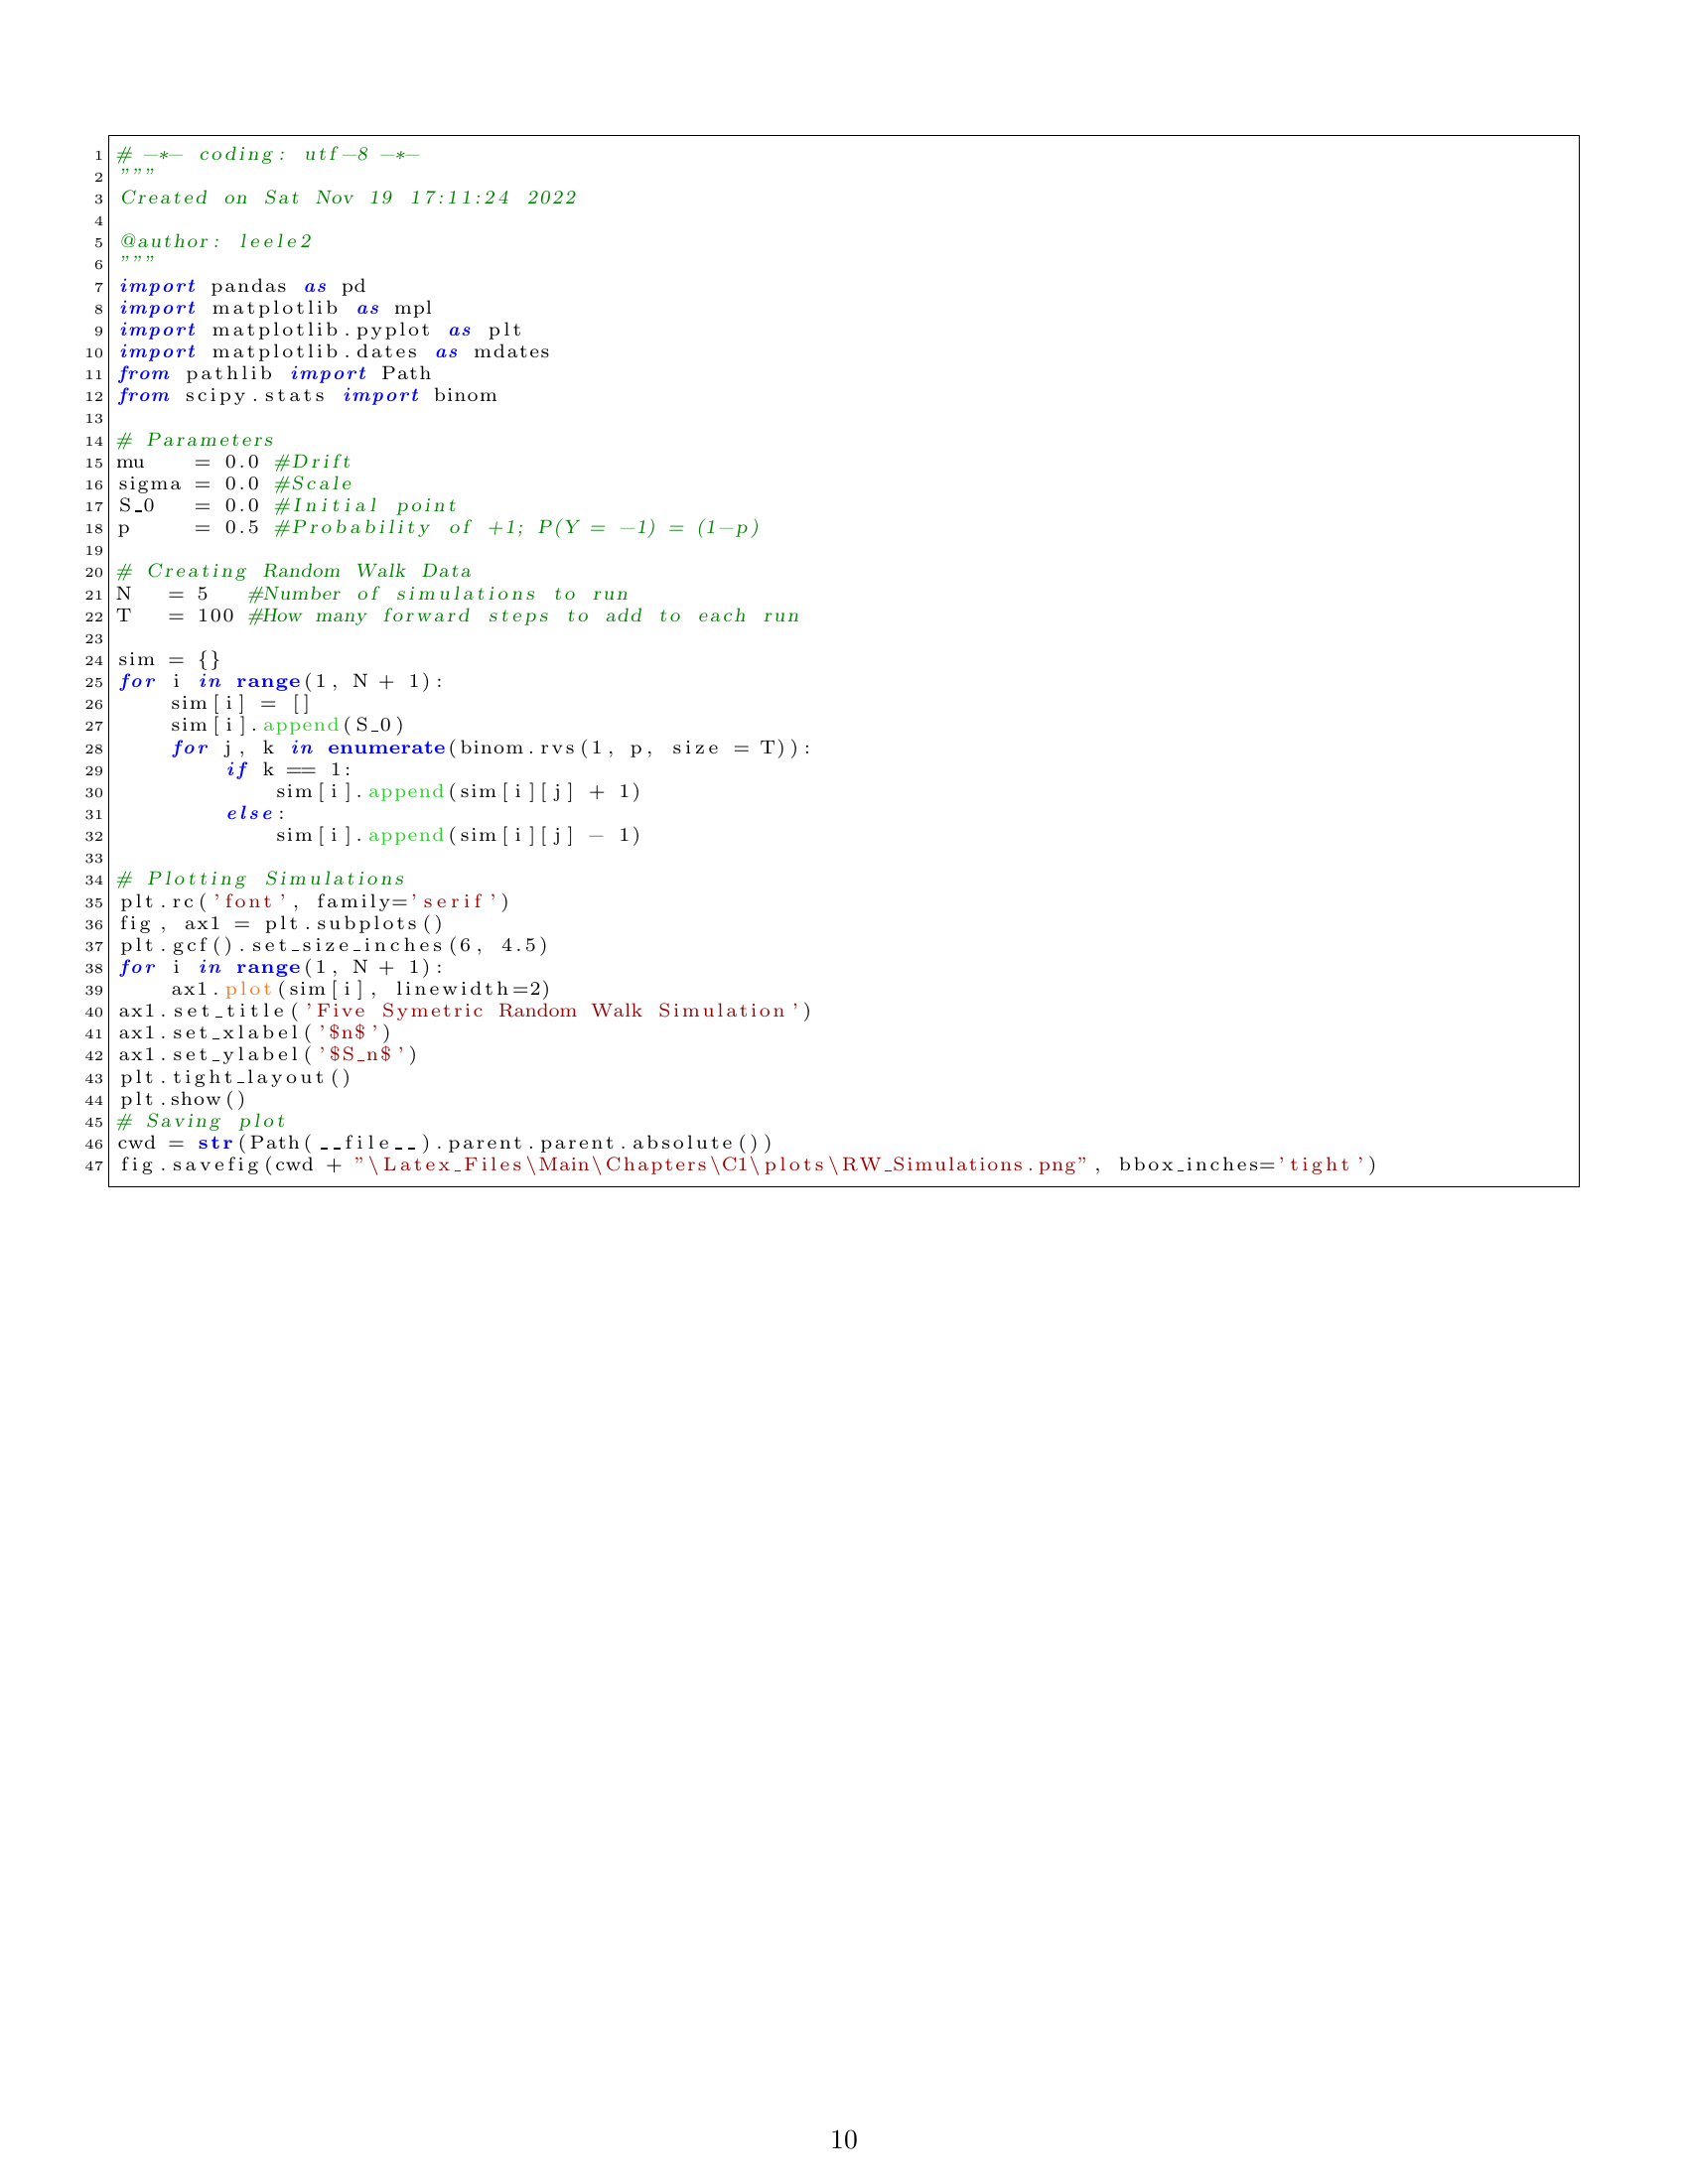 1 # -*- coding: utf-8 -*-
2 """
3 Created on Sat Nov 19 17:11:24 2022
4
5 @author: leele2
6 """
7 import pandas as pd
8 import matplotlib as mpl
9 import matplotlib.pyplot as plt
10 import matplotlib.dates as mdates
11 from pathlib import Path
12 from scipy.stats import binom
13
14 # Parameters
15 mu    = 0.0 #Drift
16 sigma = 0.0 #Scale
17 S_0   = 0.0 #Initial point
18 p     = 0.5 #Probability of +1; P(Y = -1) = (1-p)
19
20 # Creating Random Walk Data
21 N   = 5   #Number of simulations to run
22 T   = 100 #How many forward steps to add to each run
23
24 sim = {}
25 for i in range(1, N + 1):
26     sim[i] = []
27     sim[i].append(S_0)
28     for j, k in enumerate(binom.rvs(1, p, size = T)):
29         if k == 1:
30             sim[i].append(sim[i][j] + 1)
31         else:
32             sim[i].append(sim[i][j] - 1)
33
34 # Plotting Simulations
35 plt.rc('font', family='serif')
36 fig, ax1 = plt.subplots()
37 plt.gcf().set_size_inches(6, 4.5)
38 for i in range(1, N + 1):
39     ax1.plot(sim[i], linewidth=2)
40 ax1.set_title('Five Symetric Random Walk Simulation')
41 ax1.set_xlabel('$n$')
42 ax1.set_ylabel('$S_n$')
43 plt.tight_layout()
44 plt.show()
45 # Saving plot
46 cwd = str(Path(__file__).parent.parent.absolute())
47 fig.savefig(cwd + "\Latex_Files\Main\Chapters\C1\plots\RW_Simulations.png", bbox_inches='tight')
10